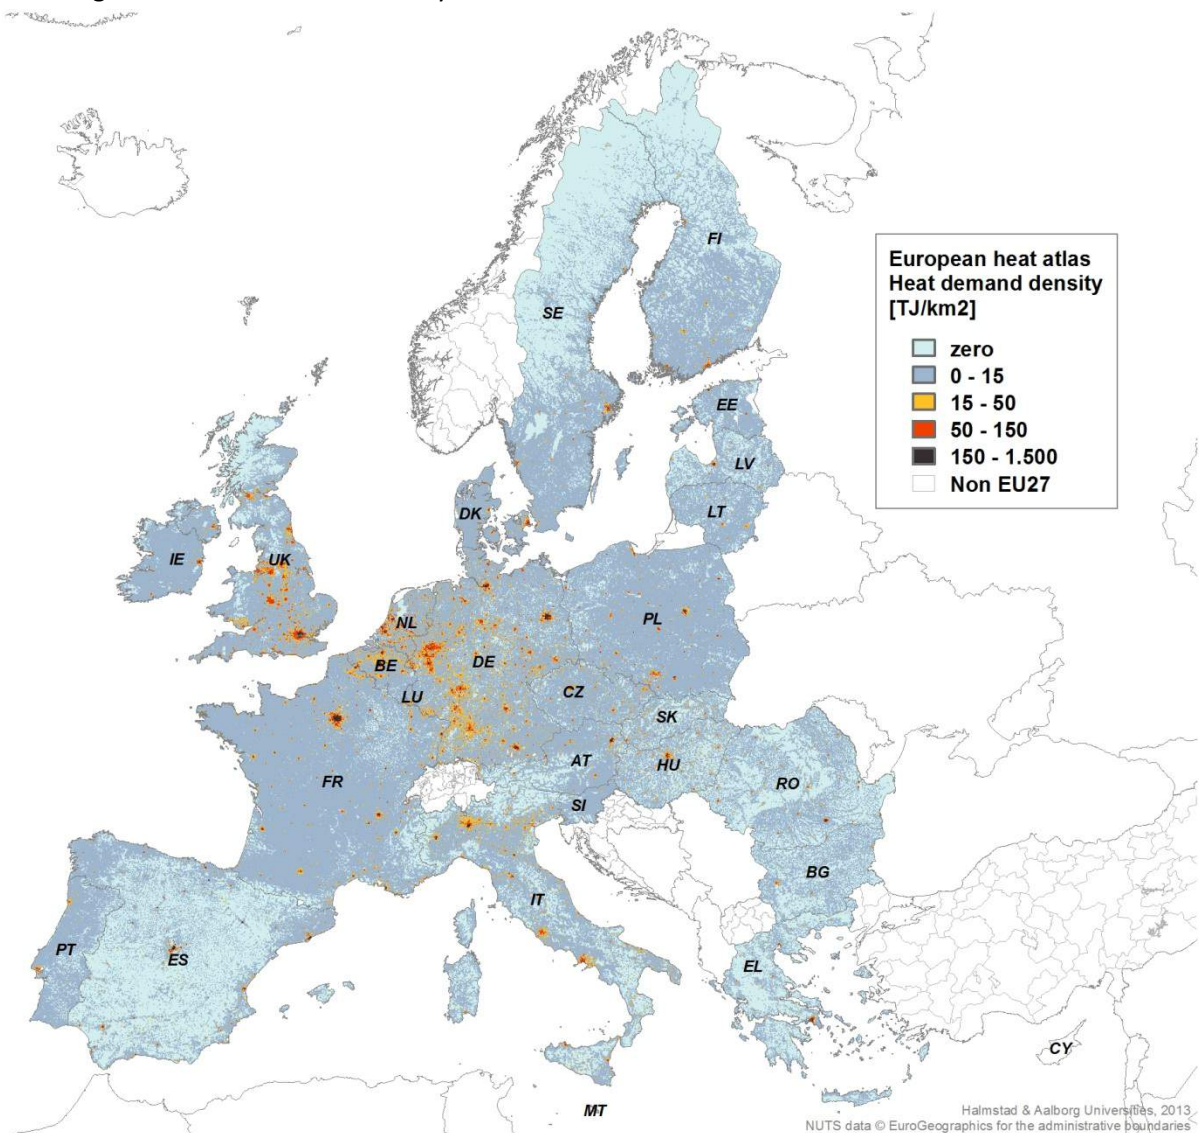 FI
SE
EE
LV
LT
DK
IE
UK
NL
PL
BE
DE
LU
CZ
SK
AT
HU
FR
SI
RO
BG
IT
PT
ES
EL
CY
MT
European heat atlas
Heat demand density
[TJ/km2]
zero
0 - 15
15 - 50
50 - 150
150 - 1.500
Non EU27
Halmstad & Aalborg Universities, 2013
NUTS data © EuroGeographics for the administrative boundaries